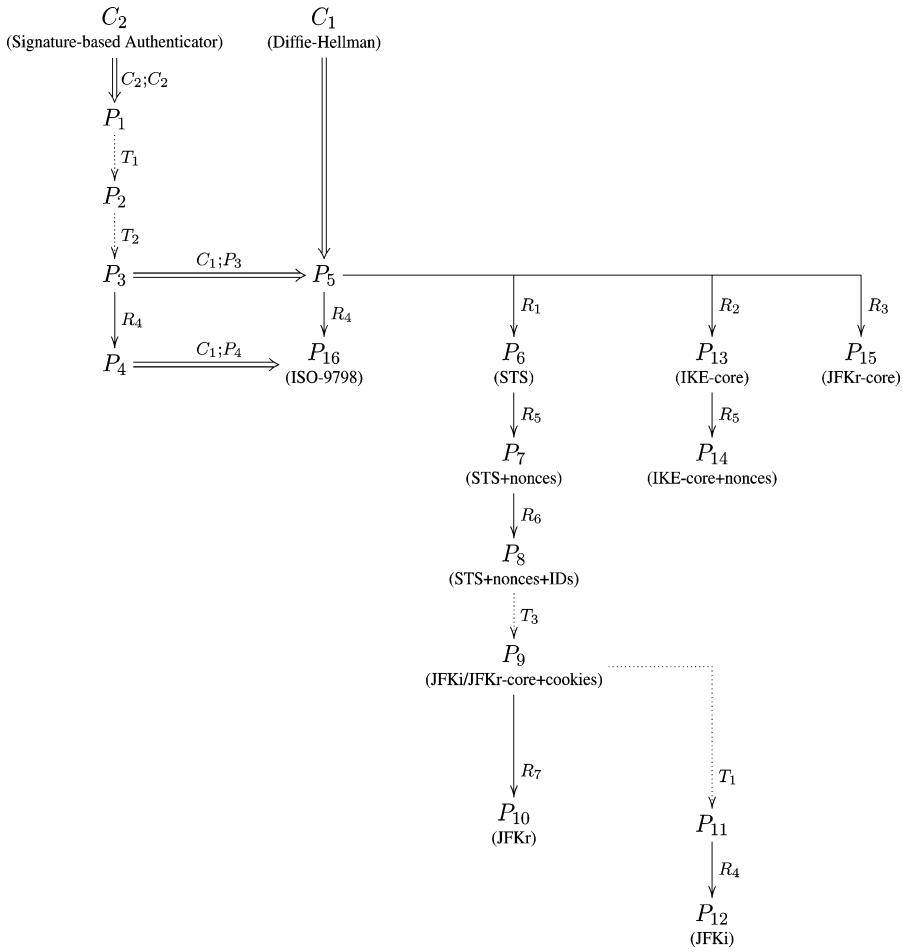 C₂ C₁
(Signature-based Authenticator) (Diffie-Hellman)
C₂;C₂
P₁
T₁
P₂
T₂
C₁;P₃
P₃ P₅
R₄ R₄ R₁ R₂ R₃
C₁;P₄
P₄ P₁₆ P₆ P₁₃ P₁₅
(ISO-9798) (STS) (IKE-core) (JFKr-core)
R₅ R₅
P₇ P₁₄
(STS+nonces) (IKE-core+nonces)
R₆
P₈
(STS+nonces+IDs)
T₃
P₉
(JFKi/JFKr-core+cookies)
R₇ T₁
P₁₀ P₁₁
(JFKr)
R₄
P₁₂
(JFKi)